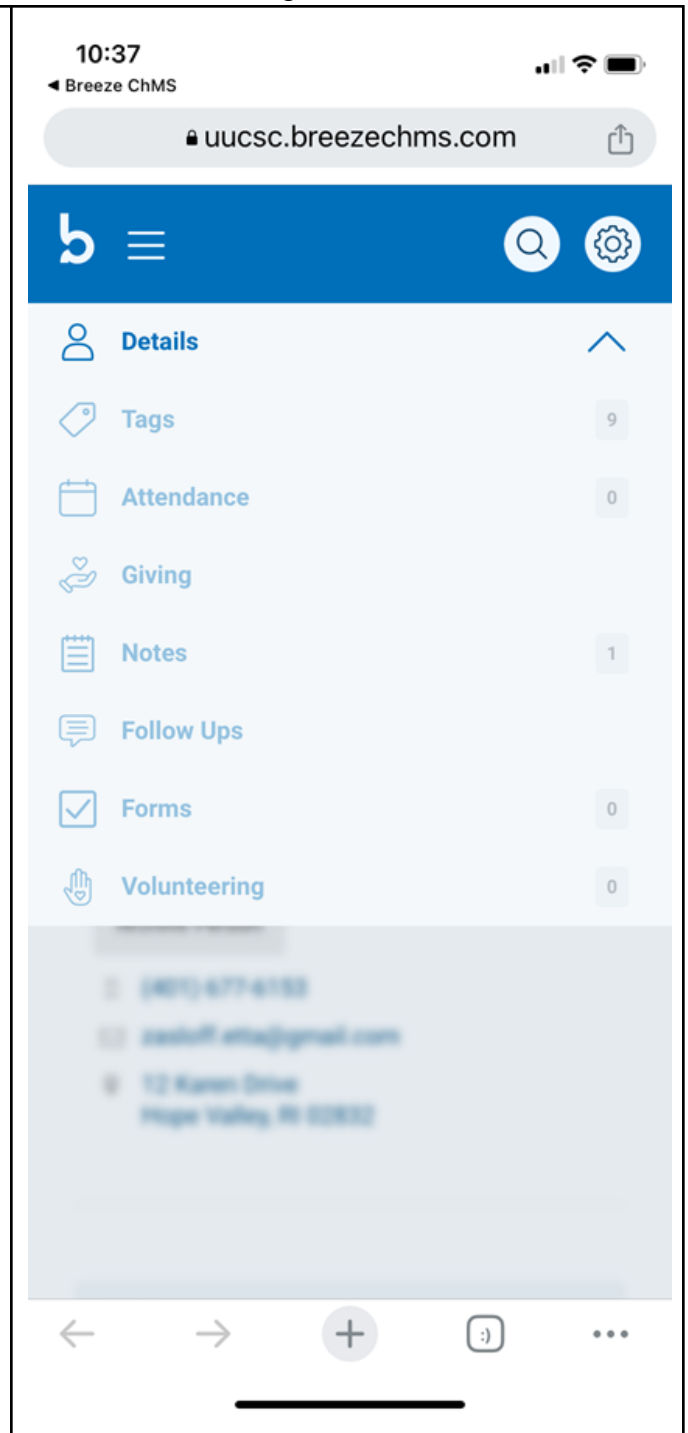 10:37
Breeze ChMS
uucsc.breezechms.com
b
Details
Tags 9
Attendance 0
Giving
Notes 1
Follow Ups
Forms 0
Volunteering 0
:)